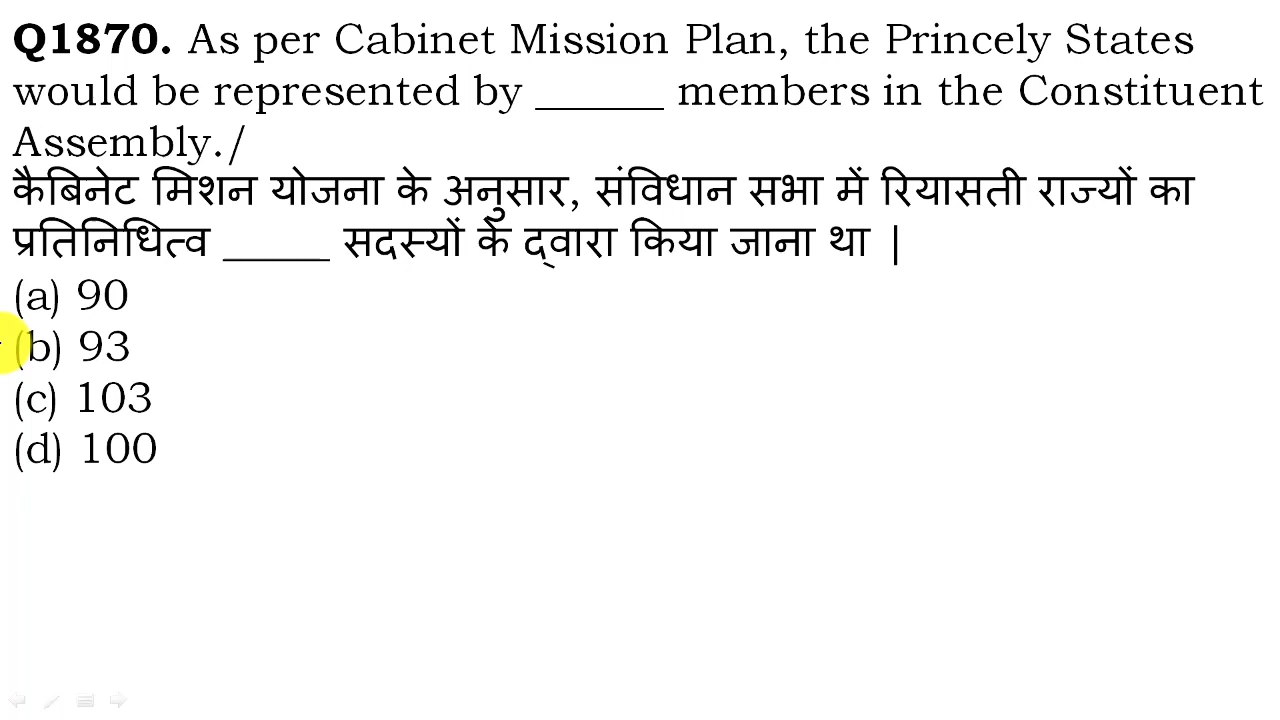 Q1870. As per Cabinet Mission Plan, the Princely States
would be represented by ______ members in the Constituent
Assembly./
कैबिनेट मिशन योजना के अनुसार, संविधान सभा में रियासती राज्यों का
प्रतिनिधित्व _____ सदस्यों के द्वारा किया जाना था |
(a) 90
(b) 93
(c) 103
(d) 100